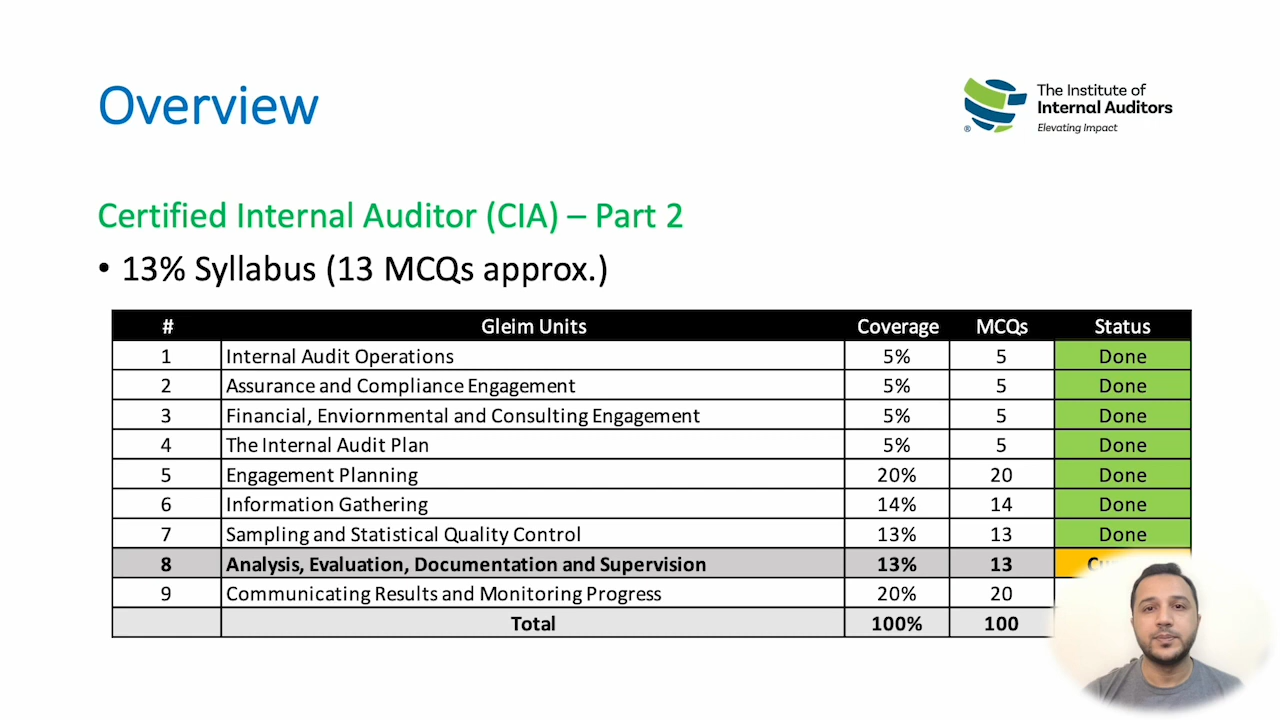 Overview
The Institute of
Internal Auditors
Elevating Impact
®
Certified Internal Auditor (CIA) – Part 2
• 13% Syllabus (13 MCQs approx.)
# Gleim Units Coverage MCQs Status
1 Internal Audit Operations 5% 5 Done
2 Assurance and Compliance Engagement 5% 5 Done
3 Financial, Enviornmental and Consulting Engagement 5% 5 Done
4 The Internal Audit Plan 5% 5 Done
5 Engagement Planning 20% 20 Done
6 Information Gathering 14% 14 Done
7 Sampling and Statistical Quality Control 13% 13 Done
8 Analysis, Evaluation, Documentation and Supervision 13% 13
9 Communicating Results and Monitoring Progress 20% 20
Total 100% 100